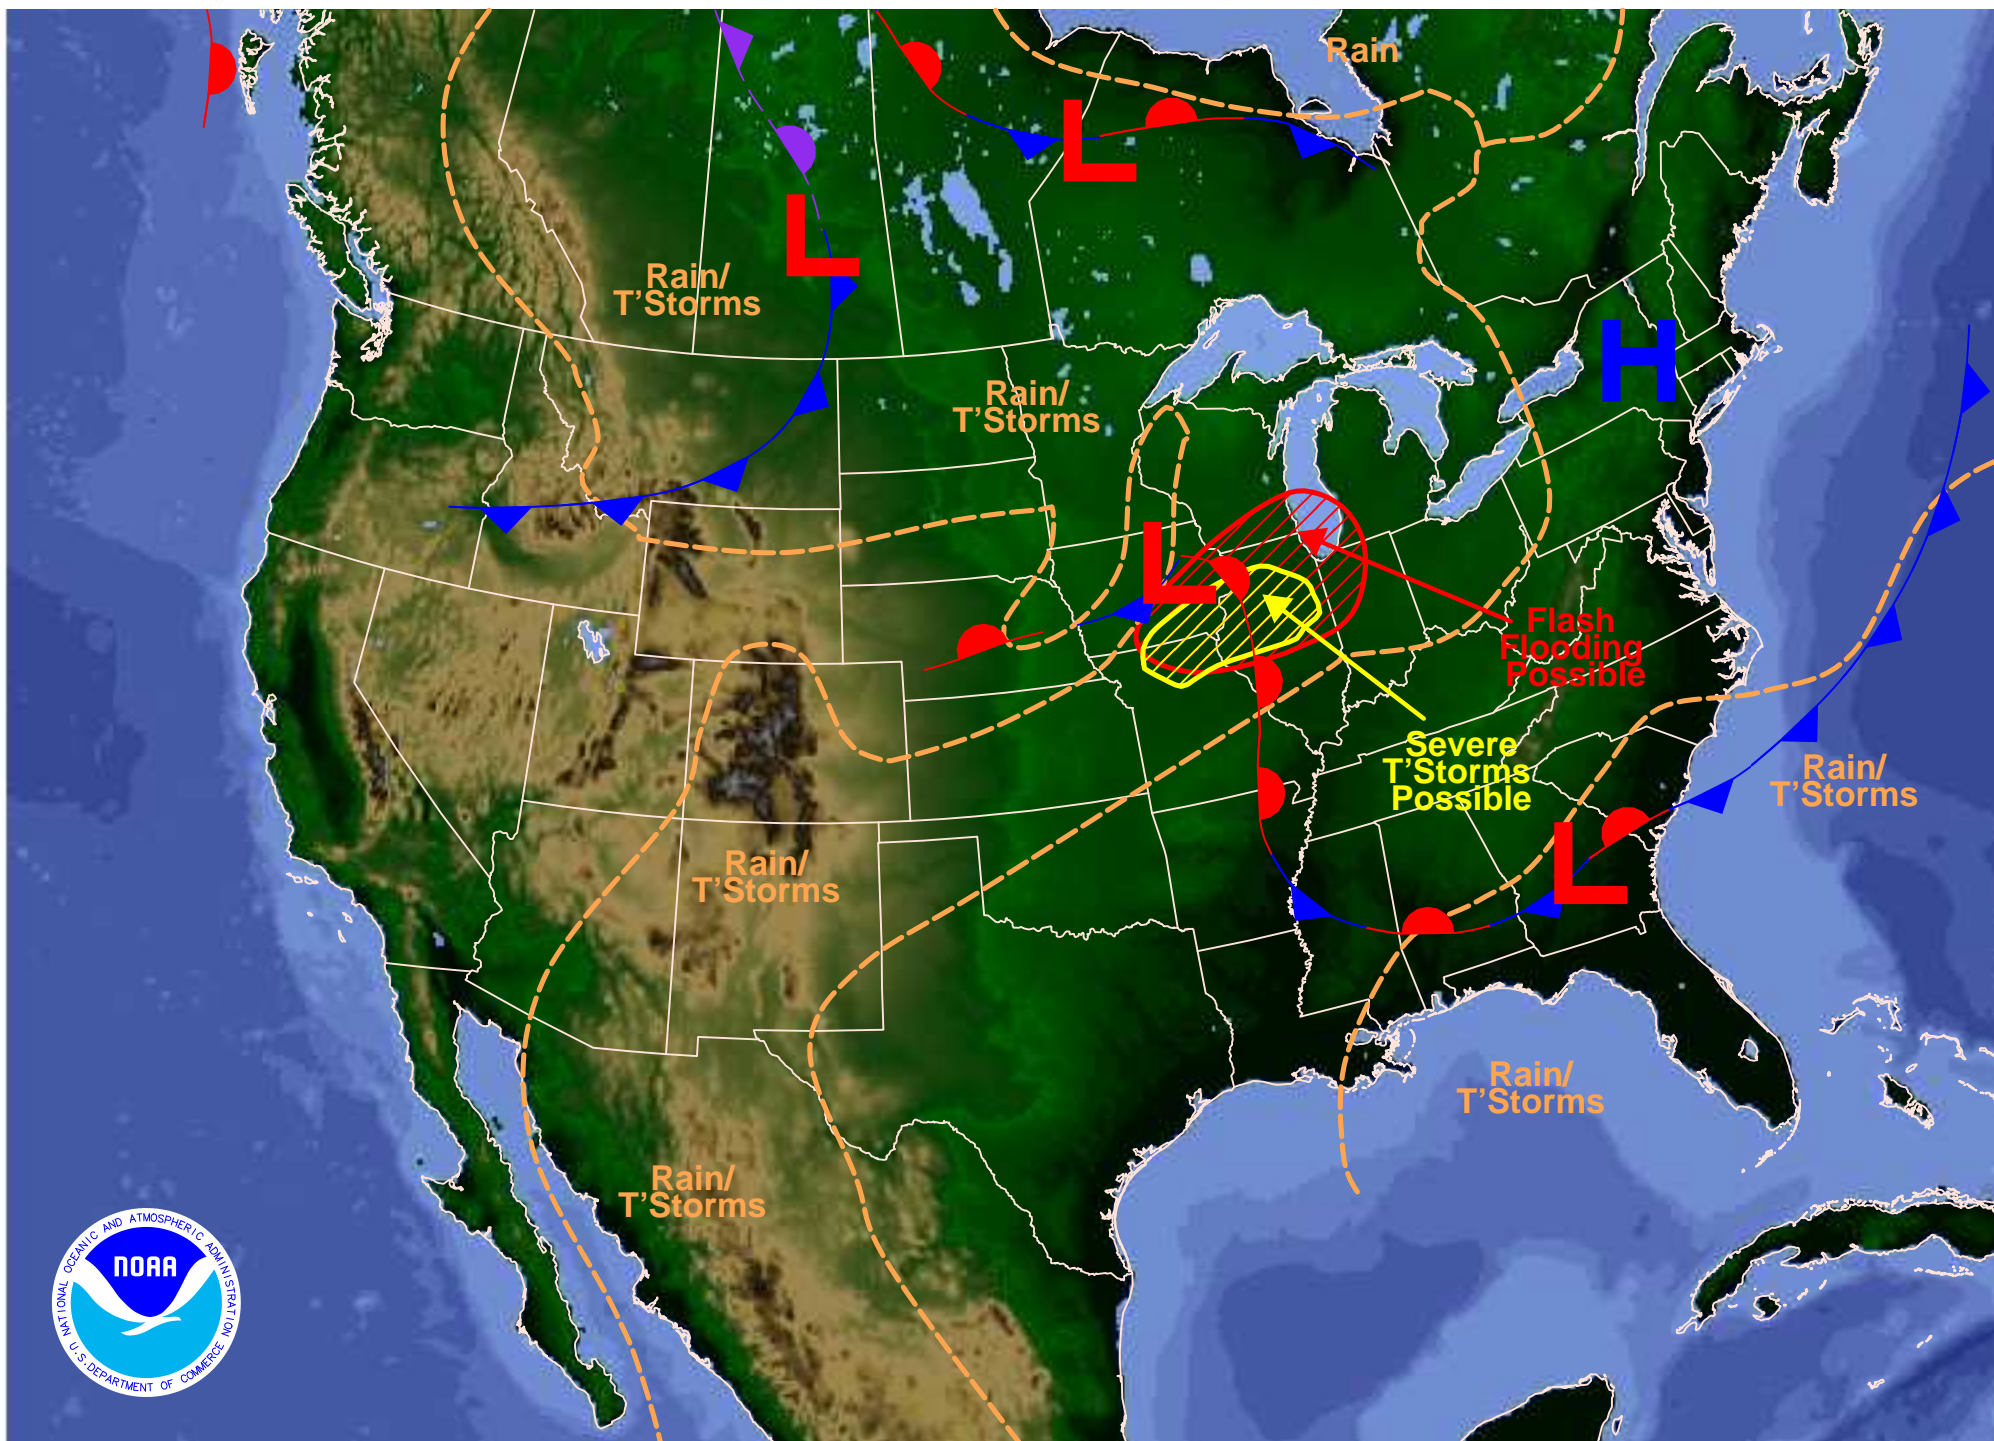 Rain
Rain/
T'Storms
Rain/
T'Storms
L
L
H
L
Flash
Flooding
Possible
Severe
T'Storms
Possible
Rain/
T'Storms
Rain/
T'Storms
L
Rain/
T'Storms
Rain/
T'Storms
NATIONAL OCEANIC AND ATMOSPHERIC ADMINISTRATION
NOAA
U.S. DEPARTMENT OF COMMERCE